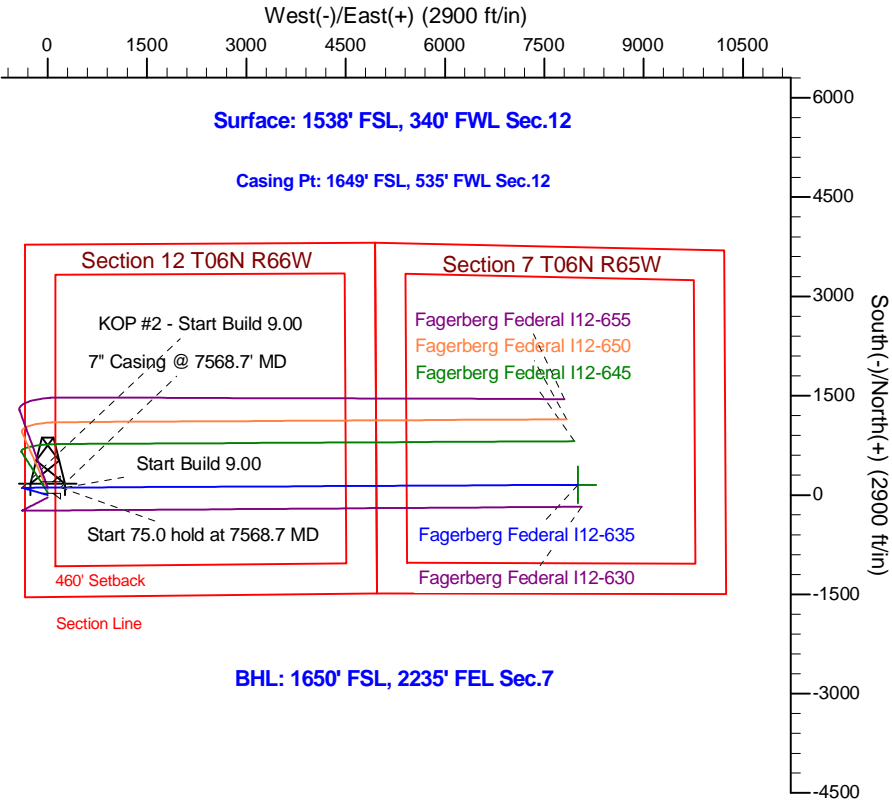 West(-)/East(+) (2900 ft/in)
0 1500 3000 4500 6000 7500 9000 10500
6000
Surface: 1538' FSL, 340' FWL Sec.12
Casing Pt: 1649' FSL, 535' FWL Sec.12
4500
Section 12 T06N R66W
Section 7 T06N R65W
3000
KOP #2 - Start Build 9.00
Fagerberg Federal I12-655
7" Casing @ 7568.7' MD
Fagerberg Federal I12-650
Fagerberg Federal I12-645
1500
South(-)/North(+) (2900 ft/in)
Start Build 9.00
0
Start 75.0 hold at 7568.7 MD
Fagerberg Federal I12-635
460' Setback
Fagerberg Federal I12-630
-1500
Section Line
BHL: 1650' FSL, 2235' FEL Sec.7
-3000
-4500